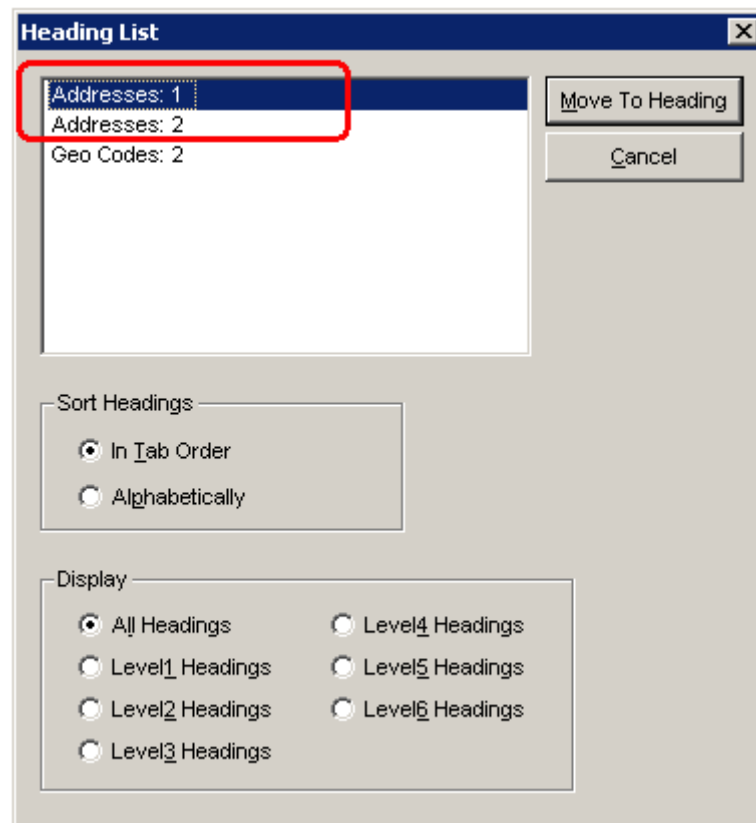 Heading List
Addresses: 1
Addresses: 2
Geo Codes: 2
Move To Heading
Cancel
Sort Headings
In Tab Order
Alphabetically
Display
All Headings
Level4 Headings
Level1 Headings
Level5 Headings
Level2 Headings
Level6 Headings
Level3 Headings